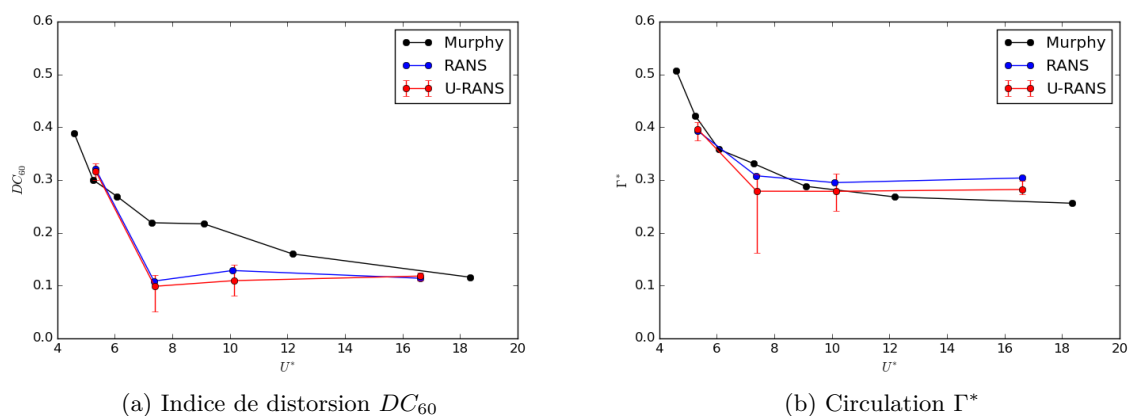 0.6
0.5
0.4
0.3
0.2
0.1
0.0
DC₆₀
4 6 8 10 12 14 16 18 20
U*
Murphy
RANS
U-RANS
(a) Indice de distorsion DC₆₀
0.6
0.5
0.4
0.3
0.2
0.1
0.0
Γ*
4 6 8 10 12 14 16 18 20
U*
Murphy
RANS
U-RANS
(b) Circulation Γ*